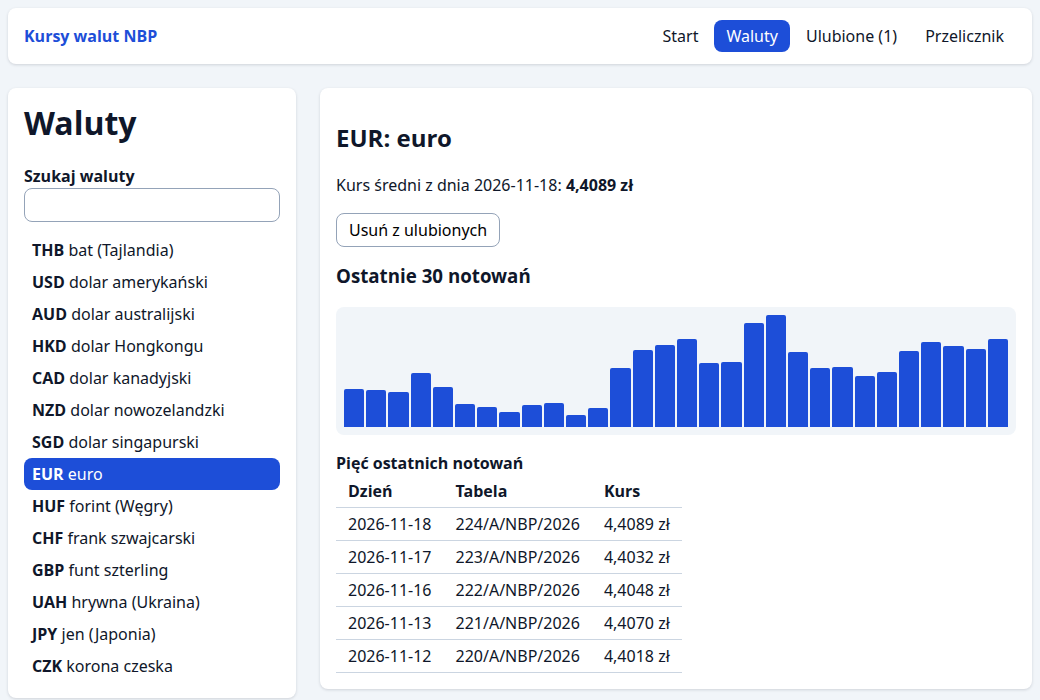 Kursy walut NBP
Start Waluty Ulubione (1) Przelicznik
Waluty
Szukaj waluty
THB bat (Tajlandia)
USD dolar amerykański
AUD dolar australijski
HKD dolar Hongkongu
CAD dolar kanadyjski
NZD dolar nowozelandzki
SGD dolar singapurski
EUR euro
HUF forint (Węgry)
CHF frank szwajcarski
GBP funt szterling
UAH hrywna (Ukraina)
JPY jen (Japonia)
CZK korona czeska
EUR: euro
Kurs średni z dnia 2026-11-18: 4,4089 zł
Usuń z ulubionych
Ostatnie 30 notowań
Pięć ostatnich notowań
Dzień Tabela Kurs
2026-11-18 224/A/NBP/2026 4,4089 zł
2026-11-17 223/A/NBP/2026 4,4032 zł
2026-11-16 222/A/NBP/2026 4,4048 zł
2026-11-13 221/A/NBP/2026 4,4070 zł
2026-11-12 220/A/NBP/2026 4,4018 zł